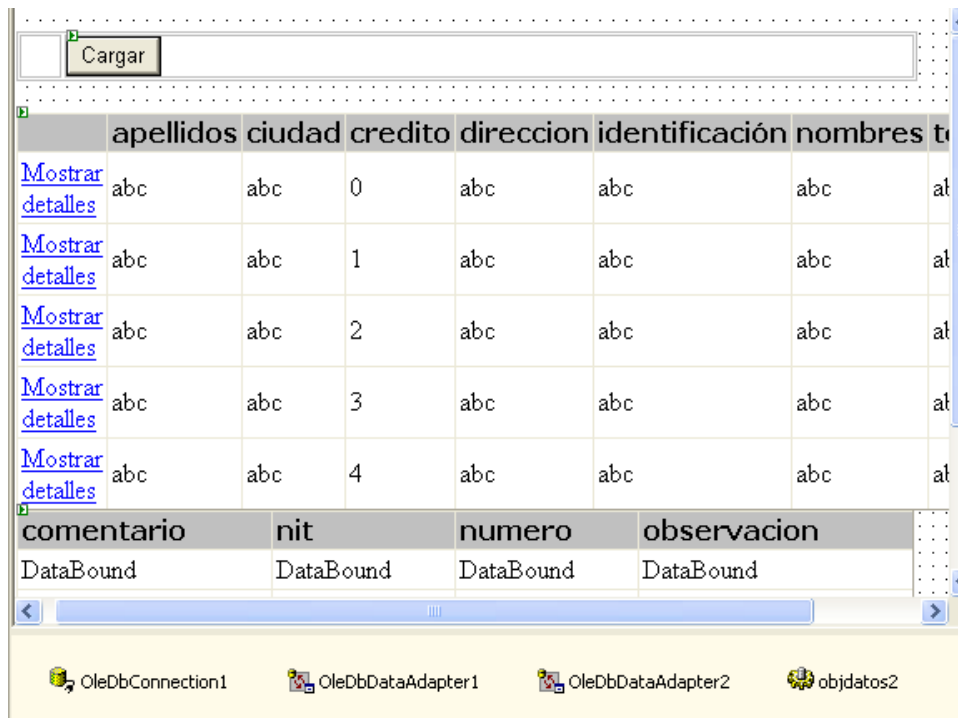 Cargar
apellidos ciudad credito direccion identificación nombres
Mostrar detalles abc abc 0 abc abc abc
Mostrar detalles abc abc 1 abc abc abc
Mostrar detalles abc abc 2 abc abc abc
Mostrar detalles abc abc 3 abc abc abc
Mostrar detalles abc abc 4 abc abc abc
comentario nit numero observacion
DataBound DataBound DataBound DataBound
OleDbConnection1 OleDbDataAdapter1 OleDbDataAdapter2 objdatos2